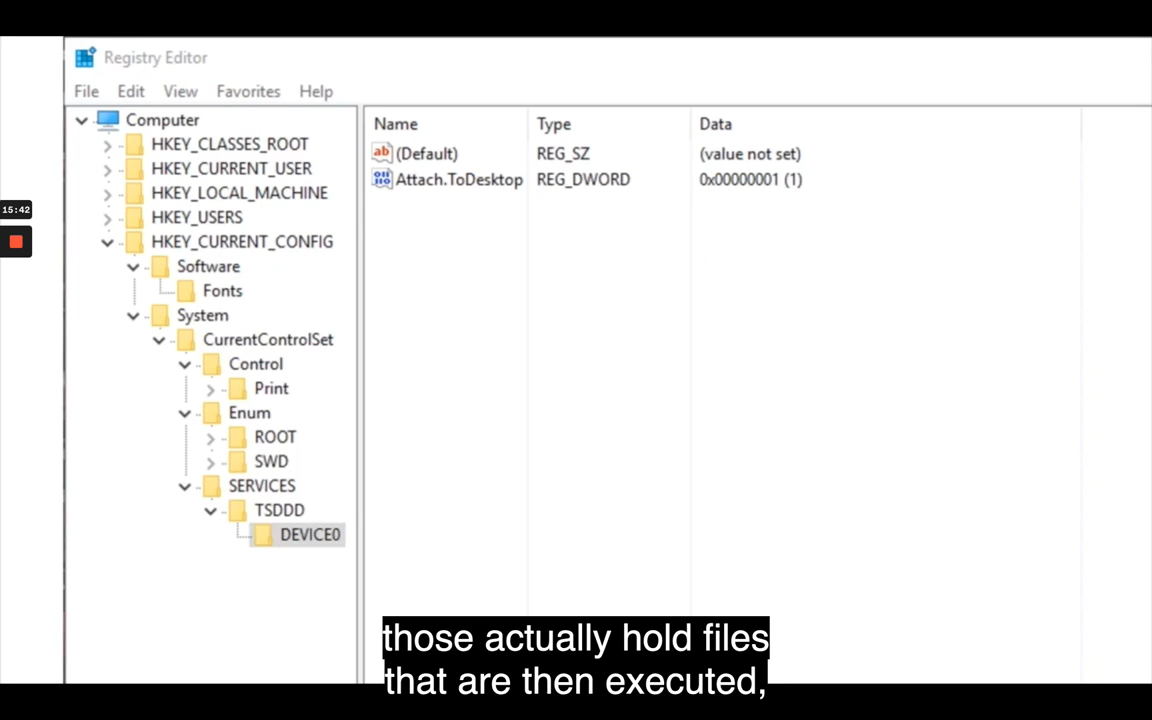 Registry Editor
File Edit View Favorites Help
Computer
HKEY_CLASSES_ROOT
HKEY_CURRENT_USER
HKEY_LOCAL_MACHINE
HKEY_USERS
HKEY_CURRENT_CONFIG
Software
Fonts
System
CurrentControlSet
Control
Print
Enum
ROOT
SWD
SERVICES
TSDDD
DEVICE0
Name Type Data
ab (Default) REG_SZ (value not set)
Attach.ToDesktop REG_DWORD 0x00000001 (1)
15:42
those actually hold files
that are then executed,